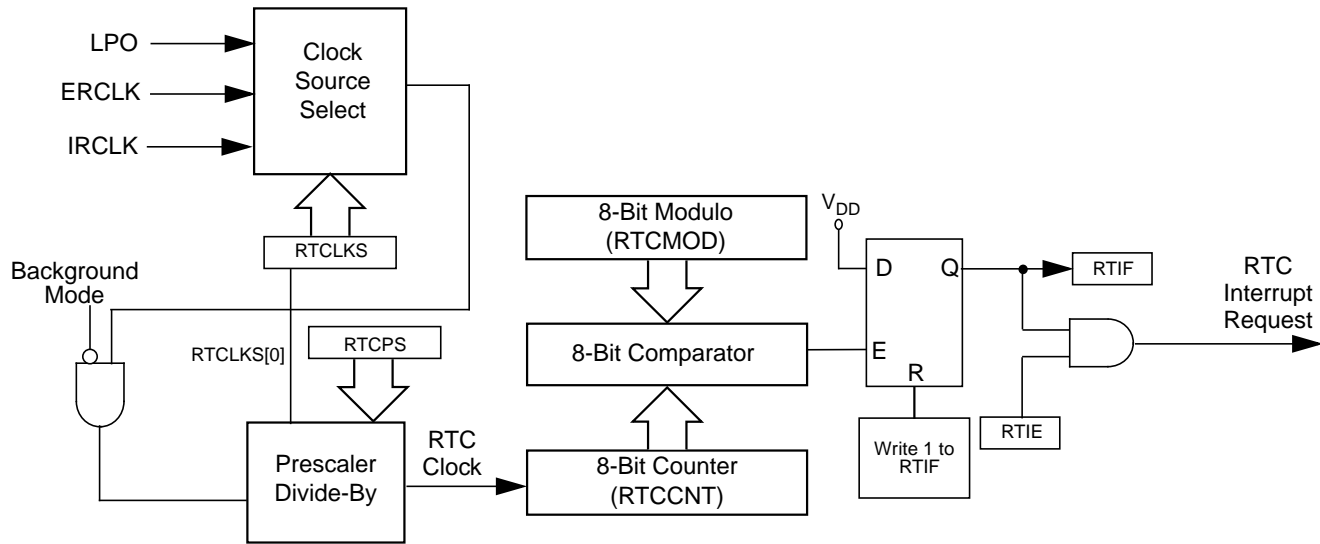 LPO
ERCLK
IRCLK
Clock
Source
Select
RTCLKS
Background
Mode
RTCLKS[0]
RTCPS
Prescaler
Divide-By
RTC
Clock
8-Bit Modulo
(RTCMOD)
8-Bit Comparator
8-Bit Counter
(RTCCNT)
VDD
D
Q
E
R
Write 1 to
RTIF
RTIF
RTIE
RTC
Interrupt
Request